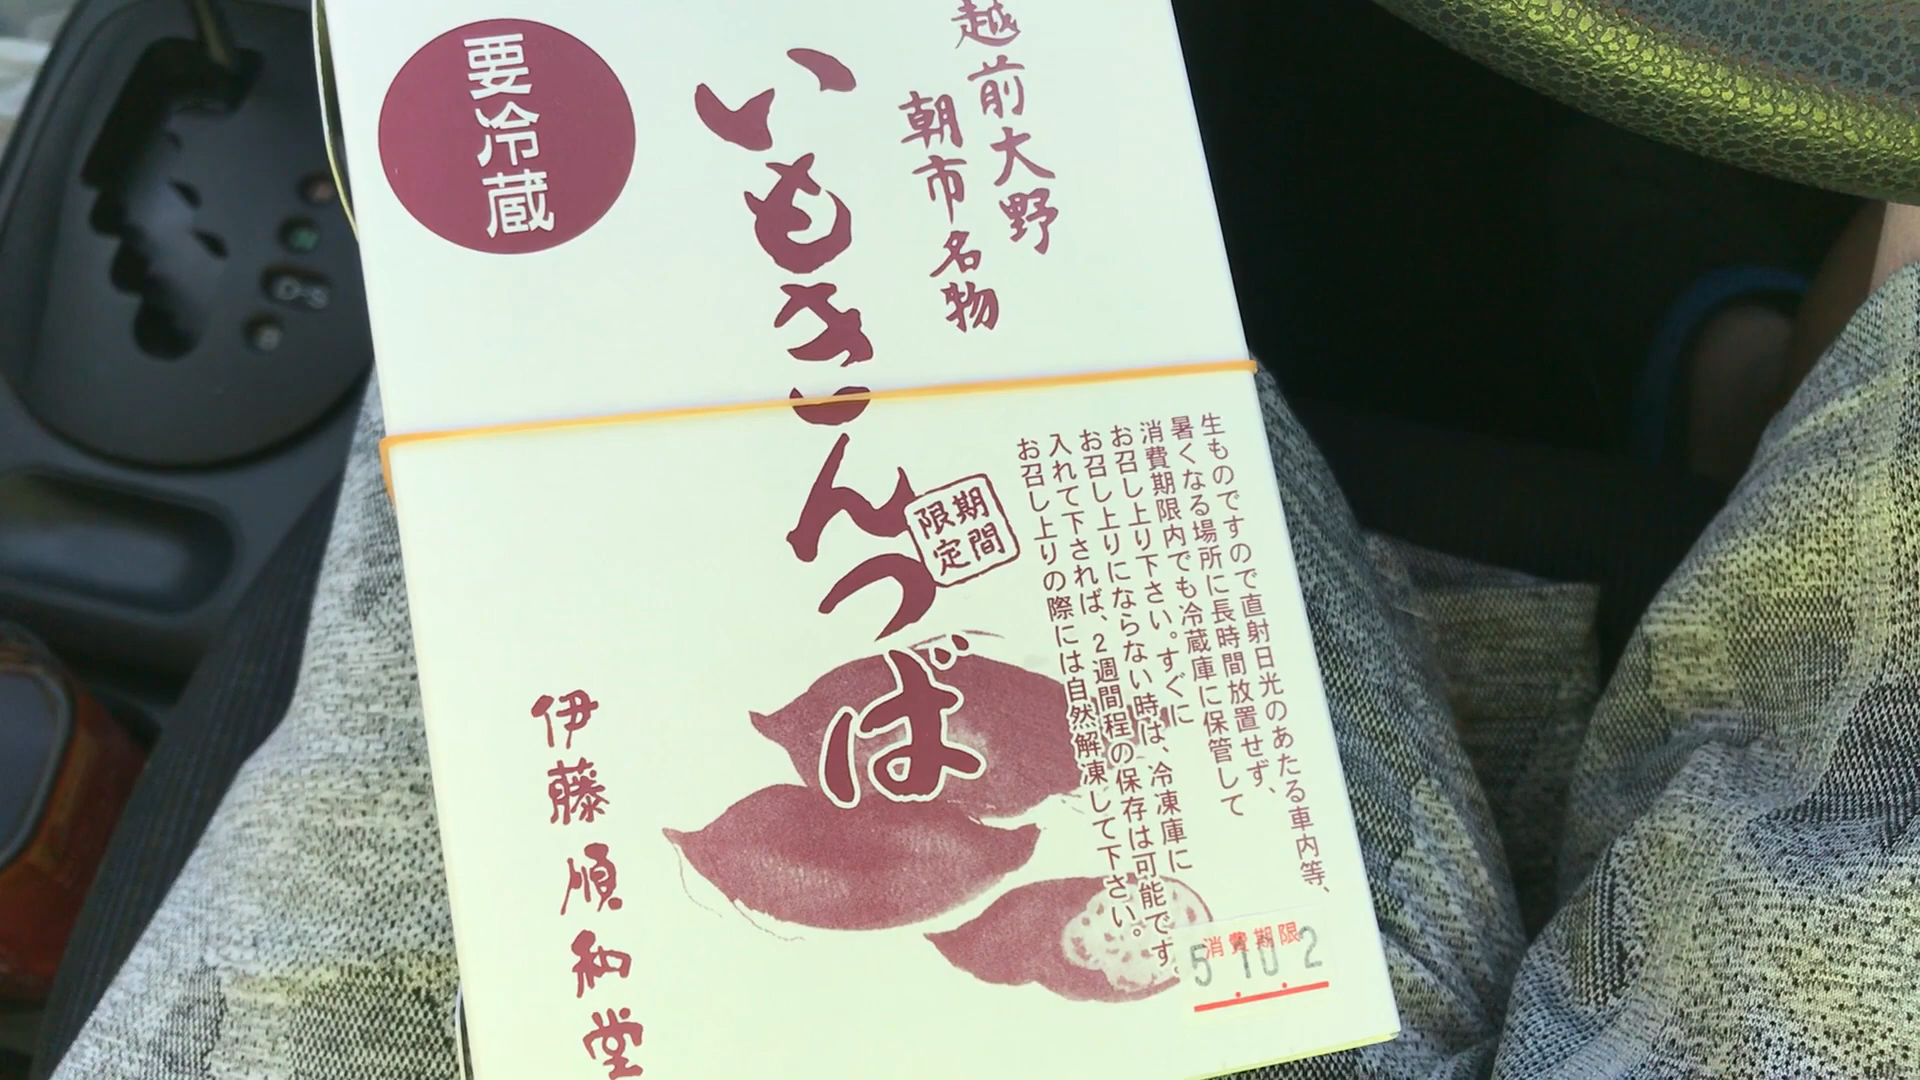 越前大野
朝市名物
いもきんつば
期間
限定
要冷蔵
生ものですので直射日光のあたる車内等、
暑くなる場所に長時間放置せず、
消費期限内でも冷蔵庫に保管して
お召し上り下さい。すぐに
お召し上りにならない時は、冷凍庫に
入れて下されば、2週間程の保存は可能です。
お召し上りの際には自然解凍して下さい。
伊藤順和堂
消費期限
5 10 2